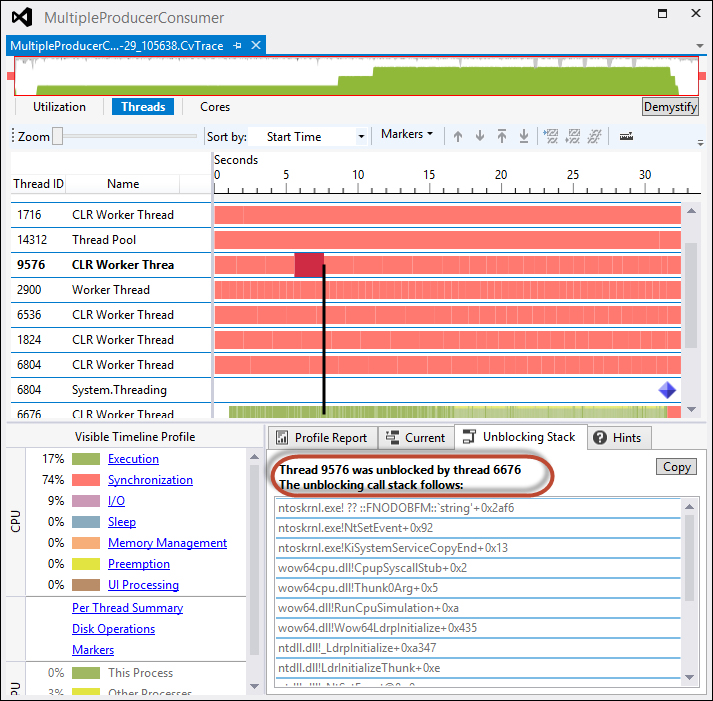 MultipleProducerConsumer
MultipleProducerC...-29_105638.CvTrace
Utilization Threads Cores Demystify
Zoom Sort by: Start Time Markers
Seconds
0 5 10 15 20 25 30
Thread ID Name
1716 CLR Worker Thread
14312 Thread Pool
9576 CLR Worker Threa
2900 Worker Thread
6536 CLR Worker Thread
1824 CLR Worker Thread
6804 CLR Worker Thread
6804 System.Threading
6676 CLR Worker Thread
Visible Timeline Profile
CPU
17% Execution
74% Synchronization
9% I/O
0% Sleep
0% Memory Management
0% Preemption
0% UI Processing
Per Thread Summary
Disk Operations
Markers
0% This Process
3% Other Processes
Profile Report Current Unblocking Stack Hints
Thread 9576 was unblocked by thread 6676
The unblocking call stack follows:
Copy
ntoskrnl.exe! ?? ::FNODOBFM::`string'+0x2af6
ntoskrnl.exe!NtSetEvent+0x92
ntoskrnl.exe!KiSystemServiceCopyEnd+0x13
wow64cpu.dll!CpupSyscallStub+0x2
wow64cpu.dll!Thunk0Arg+0x5
wow64.dll!RunCpuSimulation+0xa
wow64.dll!Wow64LdrpInitialize+0x435
ntdll.dll!_LdrpInitialize+0xa347
ntdll.dll!LdrInitializeThunk+0xe